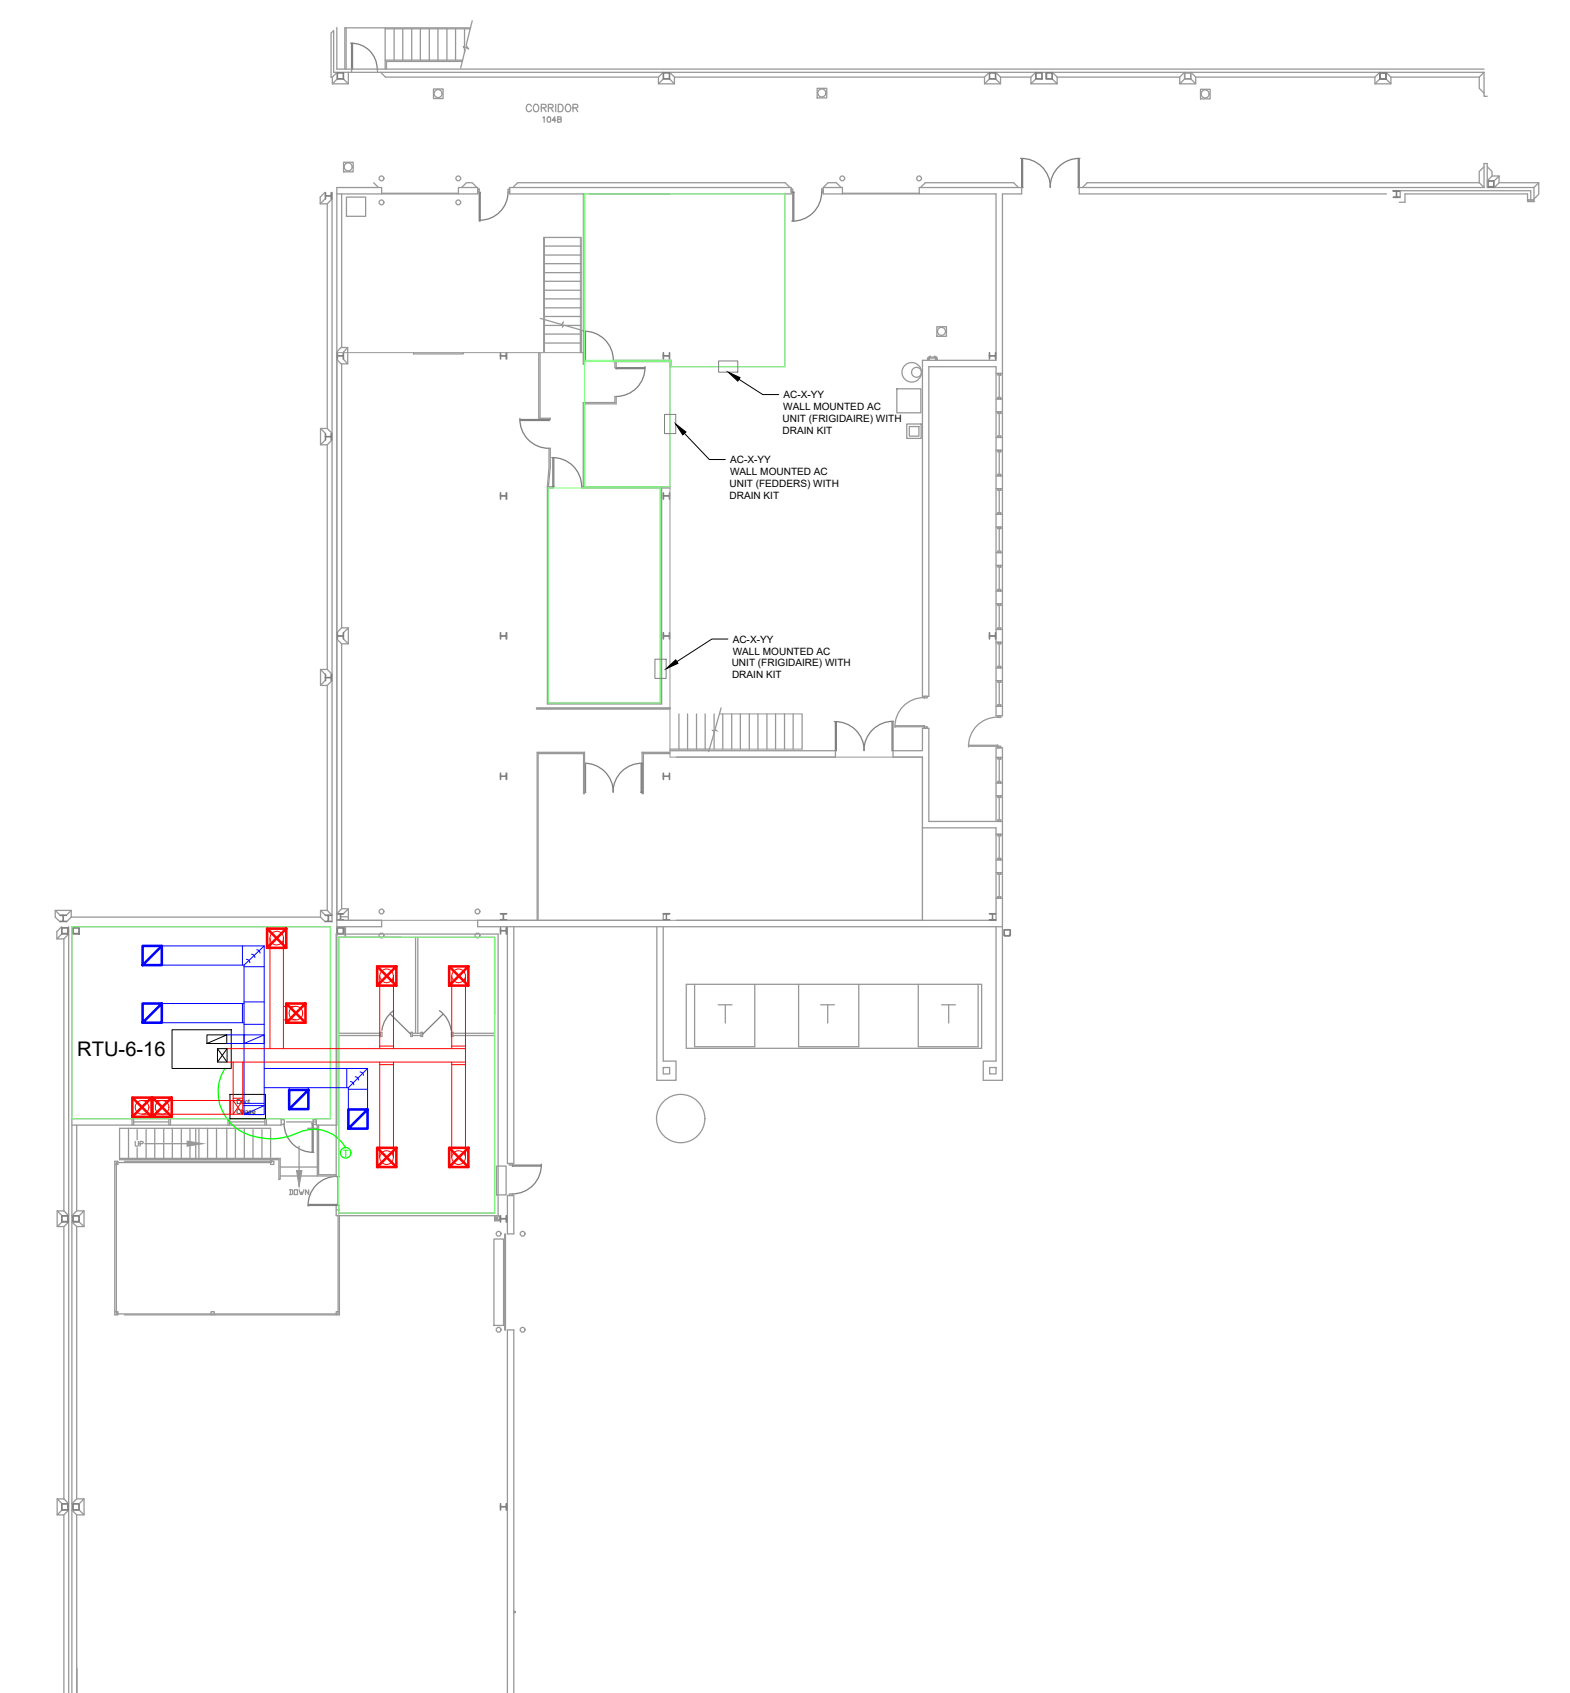 CORRIDOR
104B
AC-X-YY
WALL MOUNTED AC
UNIT (FRIGIDAIRE) WITH
DRAIN KIT
AC-X-YY
WALL MOUNTED AC
UNIT (FEDDERS) WITH
DRAIN KIT
AC-X-YY
WALL MOUNTED AC
UNIT (FRIGIDAIRE) WITH
DRAIN KIT
T
T
T
RTU-6-16
UP
T
DOWN